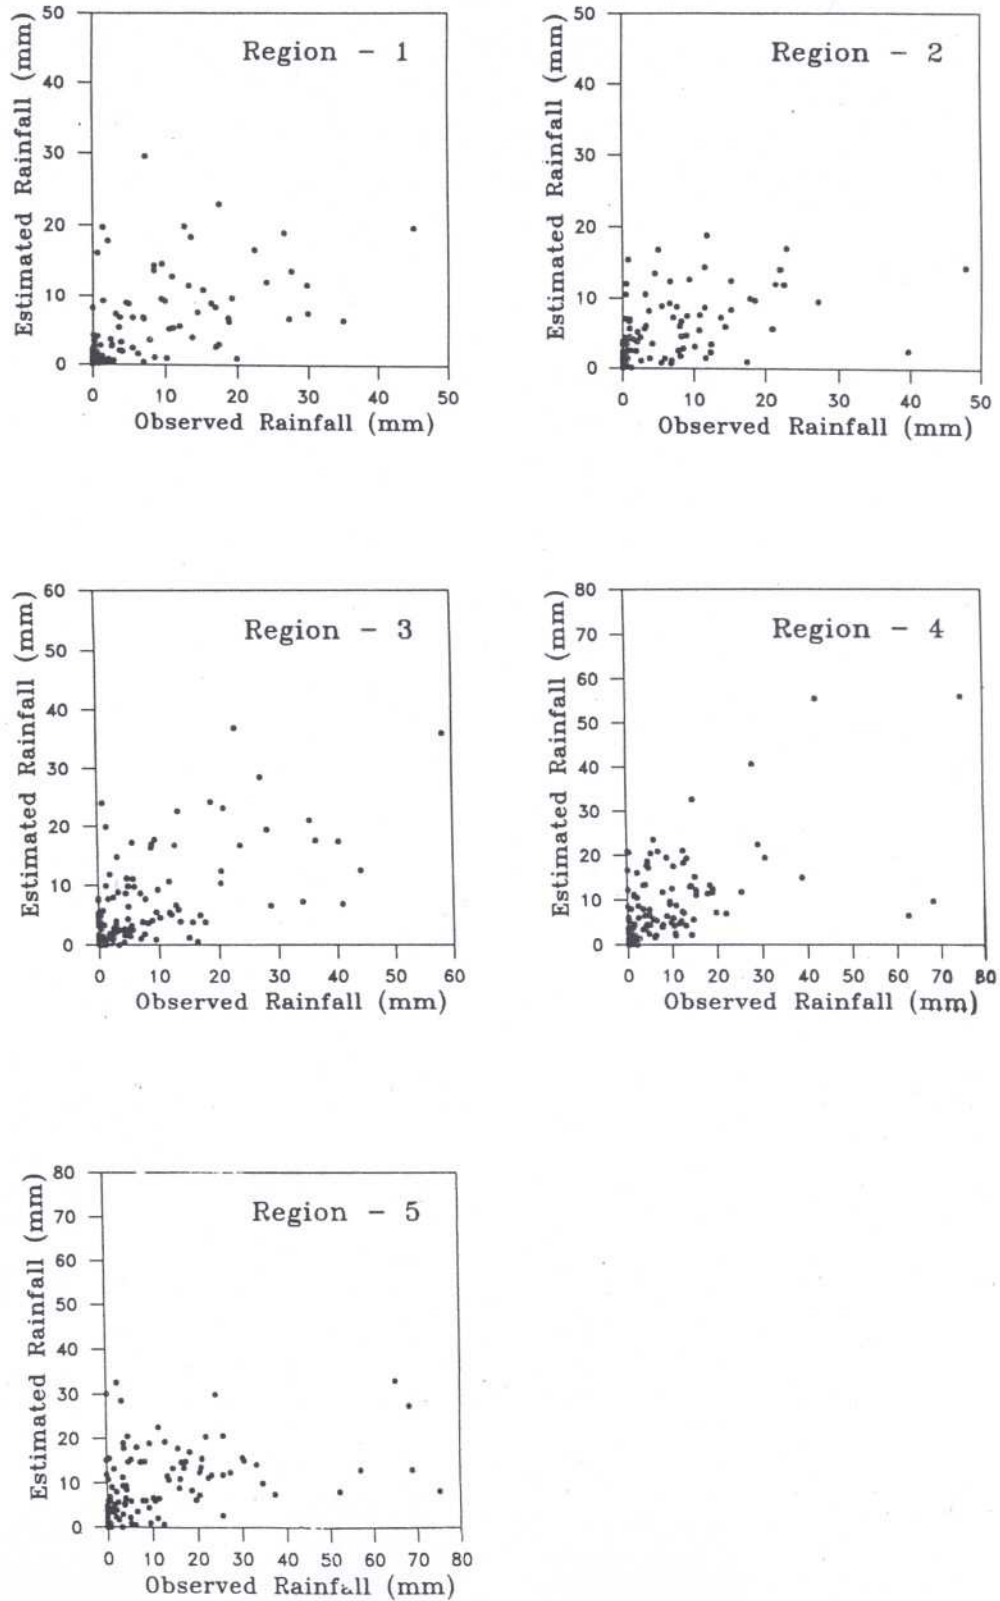 Region - 1
Estimated Rainfall (mm)
50
40
30
20
10
0
0 10 20 30 40 50
Observed Rainfall (mm)
Region - 2
Estimated Rainfall (mm)
50
40
30
20
10
0
0 10 20 30 40 50
Observed Rainfall (mm)
Region - 3
Estimated Rainfall (mm)
60
50
40
30
20
10
0
0 10 20 30 40 50 60
Observed Rainfall (mm)
Region - 4
Estimated Rainfall (mm)
80
70
60
50
40
30
20
10
0
0 10 20 30 40 50 60 70 80
Observed Rainfall (mm)
Region - 5
Estimated Rainfall (mm)
80
70
60
50
40
30
20
10
0
0 10 20 30 40 50 60 70 80
Observed Rainfall (mm)